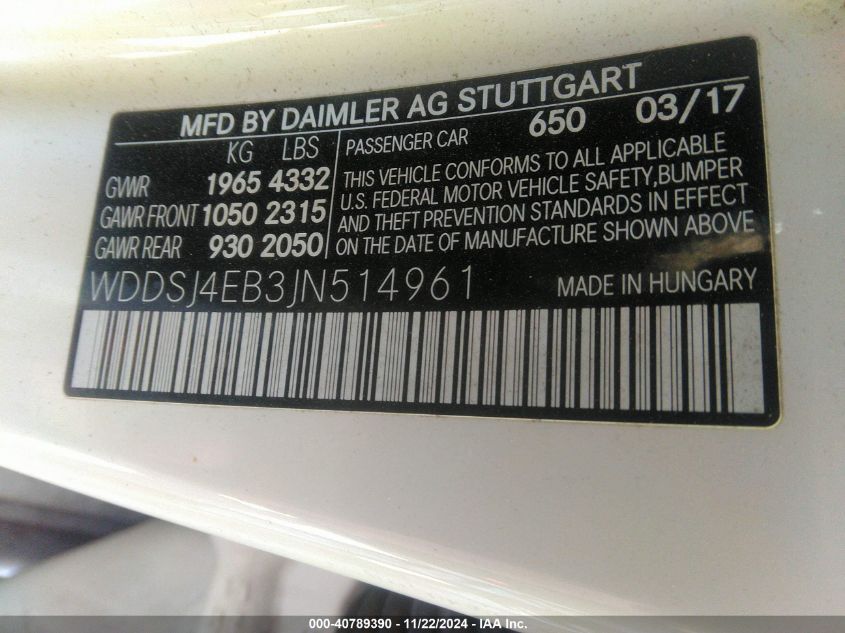 MFD BY DAIMLER AG STUTTGART
KG LBS
GVWR 1965 4332
GAWR FRONT 1050 2315
GAWR REAR 930 2050
PASSENGER CAR 650 03/17
THIS VEHICLE CONFORMS TO ALL APPLICABLE
U.S. FEDERAL MOTOR VEHICLE SAFETY, BUMPER
AND THEFT PREVENTION STANDARDS IN EFFECT
ON THE DATE OF MANUFACTURE SHOWN ABOVE
WDDSJ4EB3JN514961 MADE IN HUNGARY
000-40789390 - 11/22/2024 - IAA Inc.